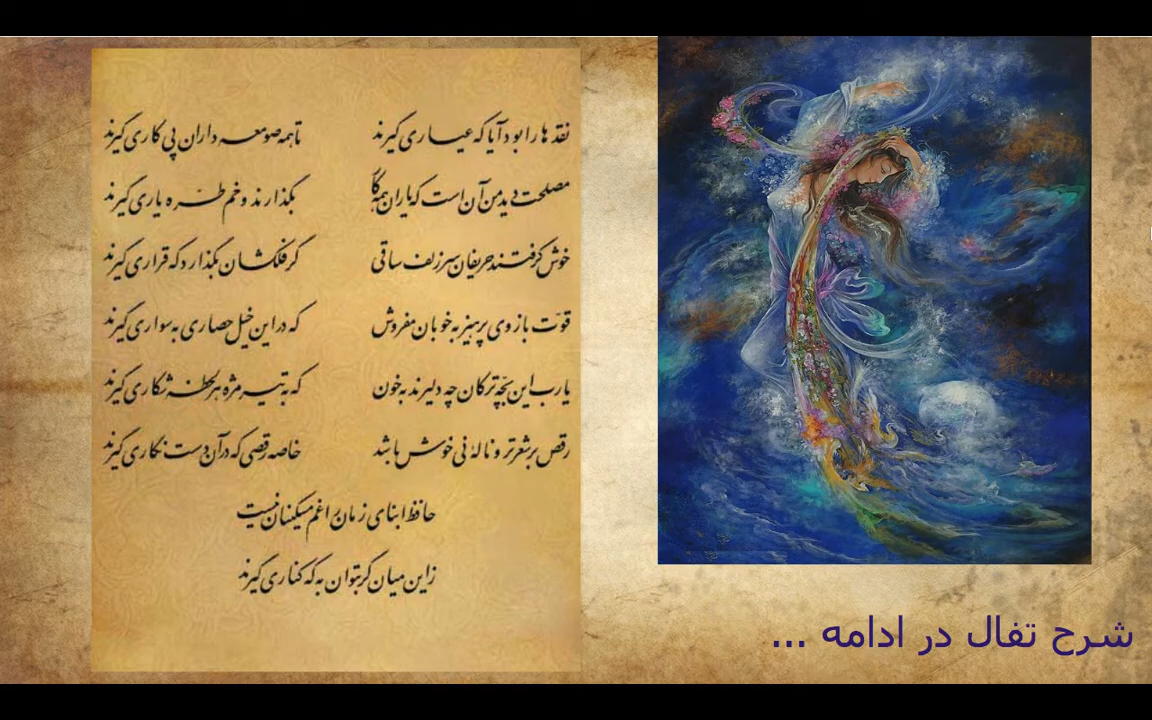 نقدها را بود آیا که عیاری گیرند تا همه صومعه داران پی کاری گیرند
مصلحت دید من آن است که یاران همه کار بگذارند و خم طره یاری گیرند
خوش گرفتند حریفان سر زلف ساقی گر فلکشان بگذارد که قراری گیرند
قوت بازوی پرهیز به خوبان مفروش که در این خیل حصاری به سواری گیرند
یارب این بچه ترکان چه دلیرند به خون که به تیر مژه هر لحظه شکاری گیرند
رقص بر شعر تر و ناله نی خوش باشد خاصه رقصی که در آن دست نگاری گیرند
حافظ ابنای زمان را غم مسکینان نیست
زین میان گر بتوان به که کناری گیرند
شرح تفال در ادامه ...